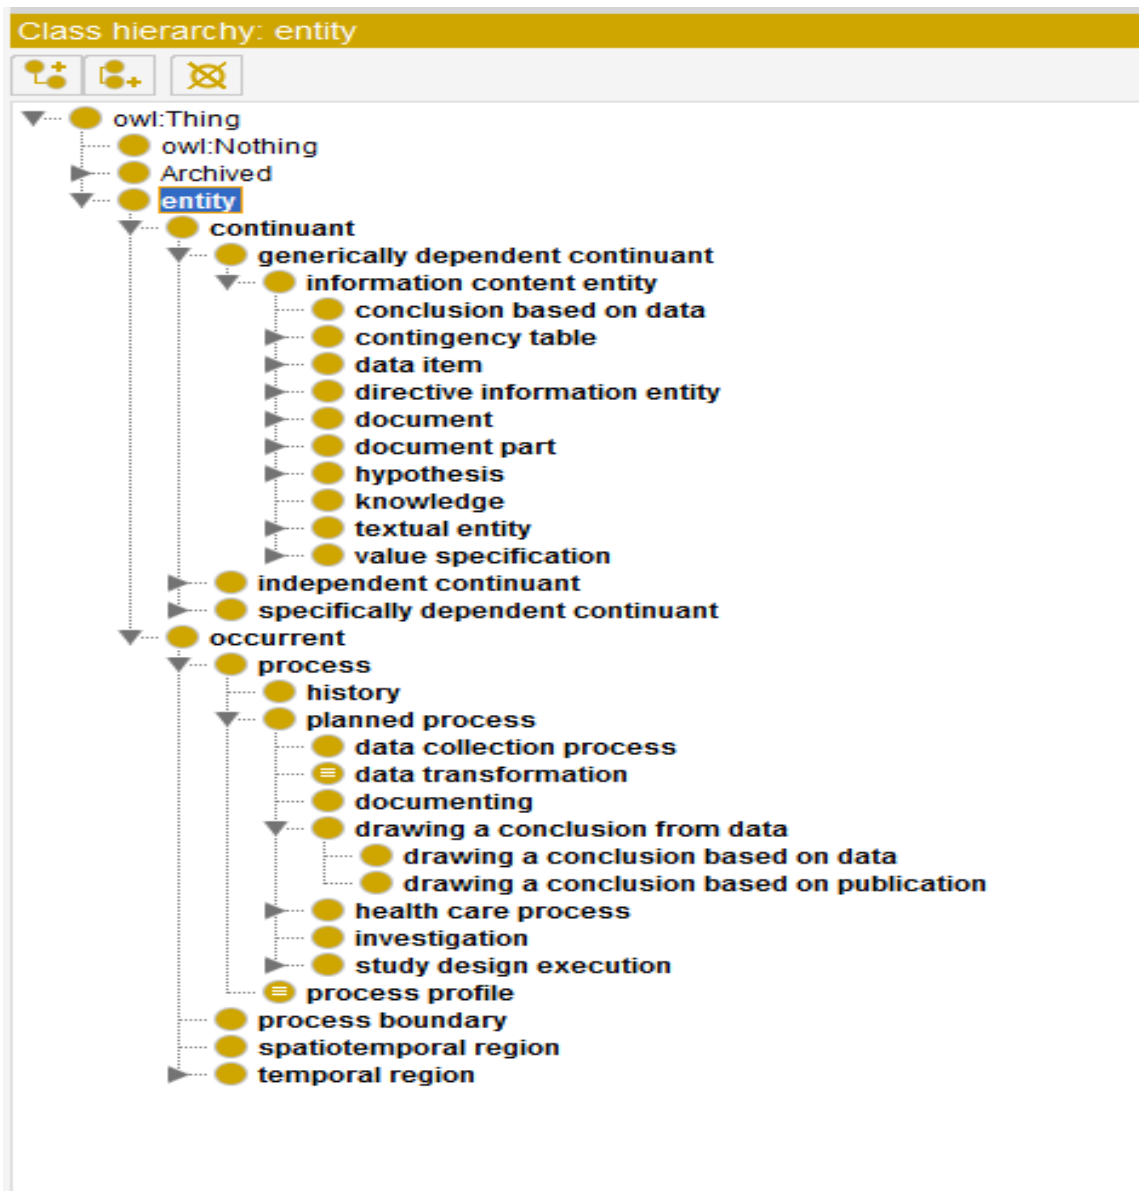 Class hierarchy: entity
owl:Thing
owl:Nothing
Archived
entity
continuant
generically dependent continuant
information content entity
conclusion based on data
contingency table
data item
directive information entity
document
document part
hypothesis
knowledge
textual entity
value specification
independent continuant
specifically dependent continuant
occurrent
process
history
planned process
data collection process
data transformation
documenting
drawing a conclusion from data
drawing a conclusion based on data
drawing a conclusion based on publication
health care process
investigation
study design execution
process profile
process boundary
spatiotemporal region
temporal region